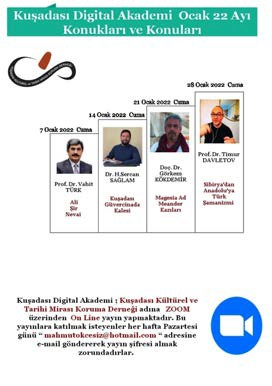 Kuşadası Digital Akademi Ocak 22 Ayı
Konukları ve Konuları
28 Ocak 2022 Cuma
21 Ocak 2022 Cuma
14 Ocak 2022 Cuma
7 Ocak 2022 Cuma
Prof. Dr. Vahit
TÜRK
Ali
Şir
Nevai
Dr. H.Sercan
SAĞLAM
Kuşadası
Güvercinada
Kalesi
Doç. Dr.
Görkem
KÖKDEMİR
Magesia Ad
Meander
Kazıları
Prof. Dr. Timur
DAVLETOV
Sibirya'dan
Anadolu'ya
Türk
Şamanizmi
Kuşadası Digital Akademi ; Kuşadası Kültürel ve
Tarihi Mirası Koruma Derneği adına ZOOM
üzerinden On Line yayın yapmaktadır. Bu
yayınlara katılmak isteyenler her hafta Pazartesi
günü “ mahmutokcesiz@hotmail.com “ adresine
e-mail göndererek yayın şifresi almak
zorundadırlar.